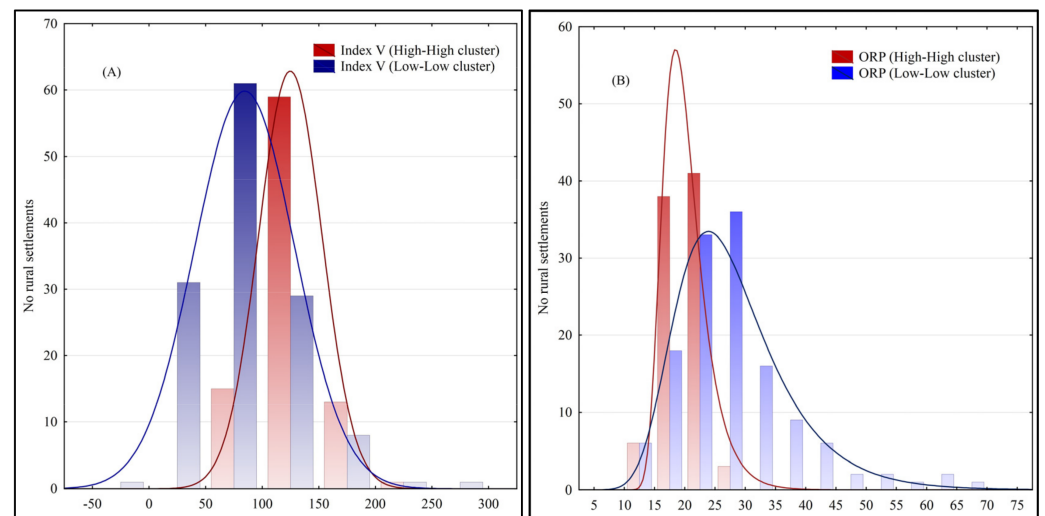 70
60
50
40
30
20
10
0
No rural settlements
(A)
Index V (High-High cluster)
Index V (Low-Low cluster)
-50 0 50 100 150 200 250 300
60
50
40
30
20
10
0
No rural settlements
(B)
ORP (High-High cluster)
ORP (Low-Low cluster)
5 10 15 20 25 30 35 40 45 50 55 60 65 70 75